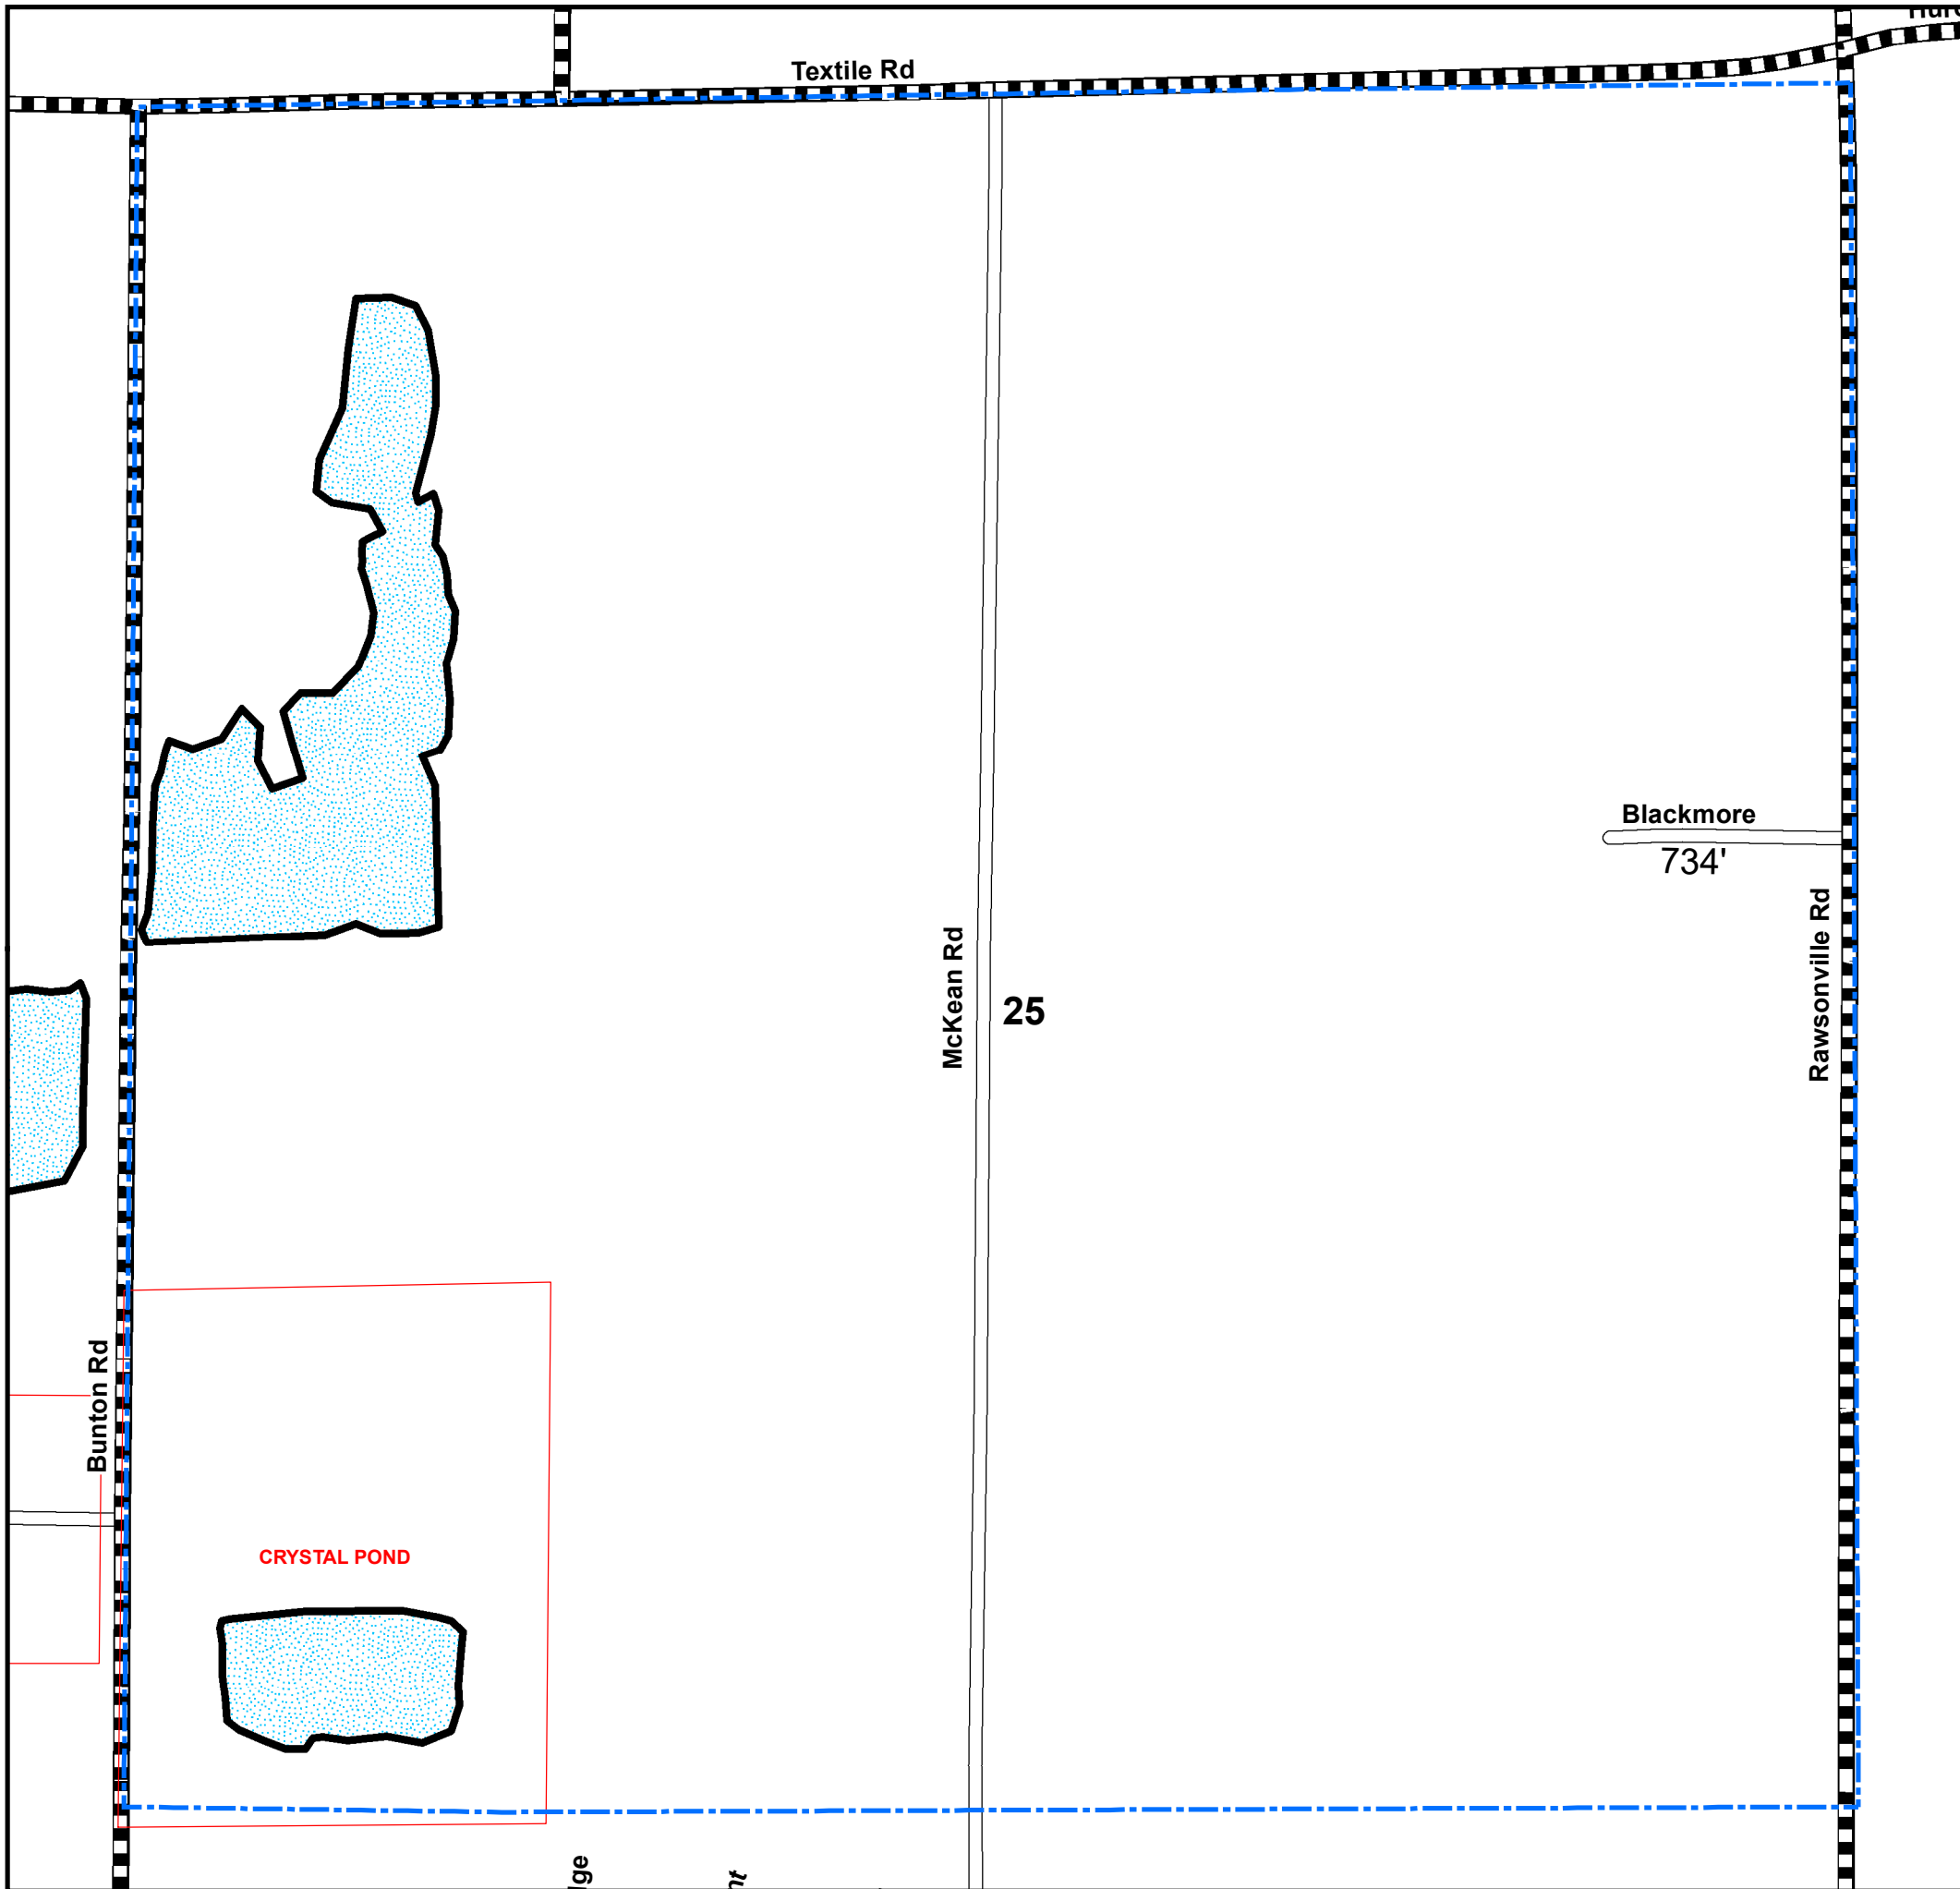 Textile Rd
Blackmore
734'
Rawsonville Rd
McKean Rd
25
Bunton Rd
CRYSTAL POND